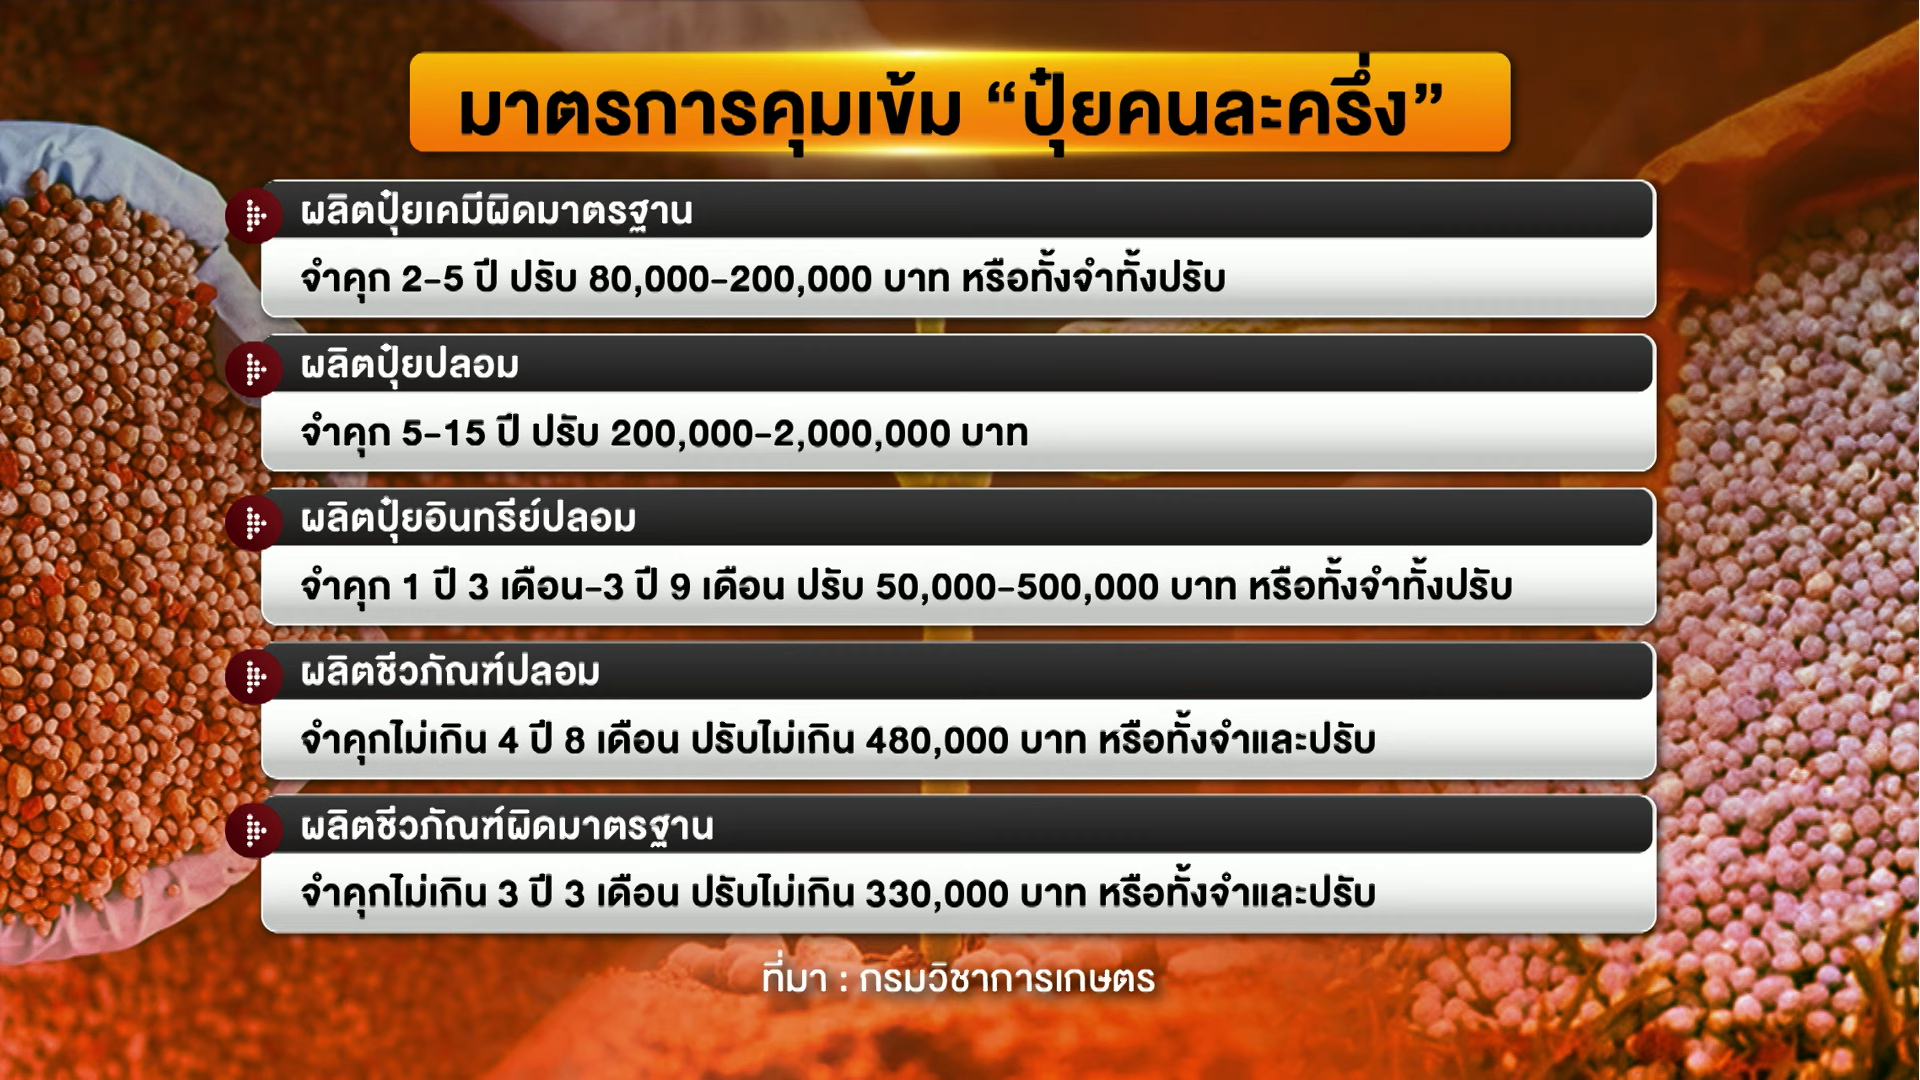 มาตรการคุมเข้ม “ปุ๋ยคนละครึ่ง”
ผลิตปุ๋ยเคมีผิดมาตรฐาน
จำคุก 2-5 ปี ปรับ 80,000-200,000 บาท หรือทั้งจำทั้งปรับ
ผลิตปุ๋ยปลอม
จำคุก 5-15 ปี ปรับ 200,000-2,000,000 บาท
ผลิตปุ๋ยอินทรีย์ปลอม
จำคุก 1 ปี 3 เดือน-3 ปี 9 เดือน ปรับ 50,000-500,000 บาท หรือทั้งจำทั้งปรับ
ผลิตชีวภัณฑ์ปลอม
จำคุกไม่เกิน 4 ปี 8 เดือน ปรับไม่เกิน 480,000 บาท หรือทั้งจำและปรับ
ผลิตชีวภัณฑ์ผิดมาตรฐาน
จำคุกไม่เกิน 3 ปี 3 เดือน ปรับไม่เกิน 330,000 บาท หรือทั้งจำและปรับ
ที่มา : กรมวิชาการเกษตร